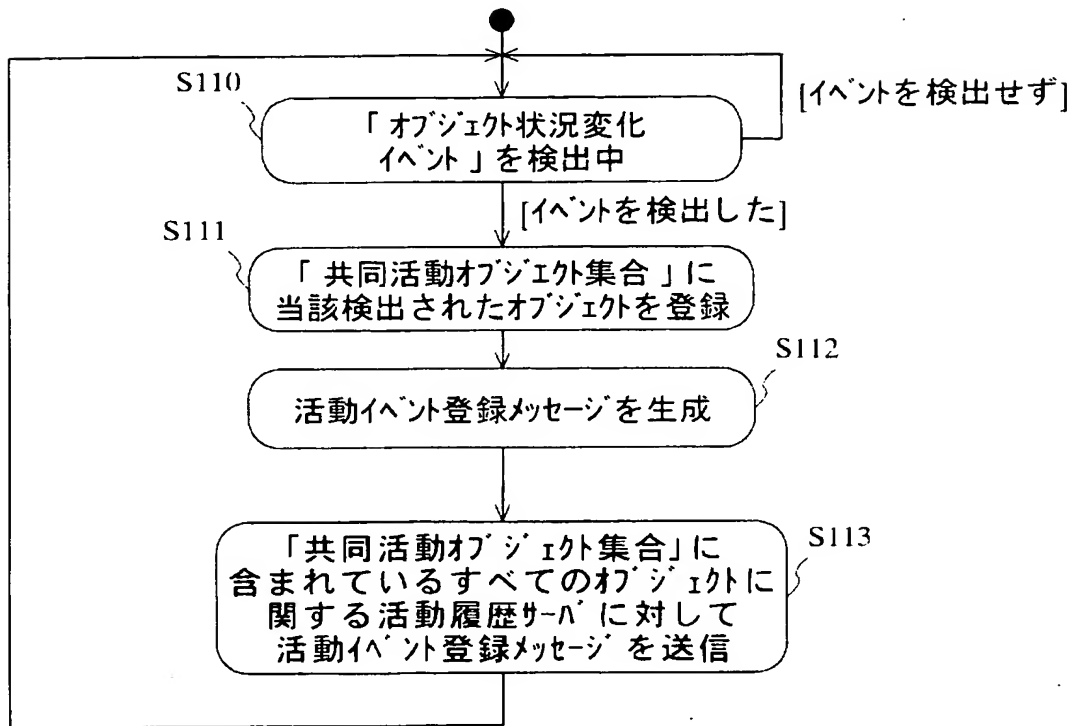 S110
[イベントを検出せず]
「オブジェクト状況変化
イベント」を検出中
[イベントを検出した]
S111
「共同活動オブジェクト集合」に
当該検出されたオブジェクトを登録
S112
活動イベント登録メッセージを生成
S113
「共同活動オブジェクト集合」に
含まれているすべてのオブジェクトに
関する活動履歴サーバに対して
活動イベント登録メッセージを送信